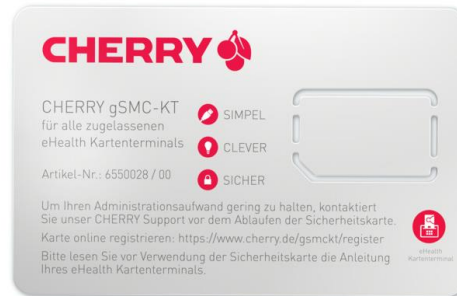 CHERRY
CHERRY gSMC-KT
für alle zugelassenen
eHealth Kartenterminals
Artikel-Nr.: 6550028 / 00
SIMPEL
CLEVER
SICHER
Um Ihren Administrationsaufwand gering zu halten, kontaktiert
Sie unser CHERRY Support vor dem Ablaufen der Sicherheitskarte.
Karte online registrieren: https://www.cherry.de/gsmckt/register
Bitte lesen Sie vor Verwendung der Sicherheitskarte die Anleitung
Ihres eHealth Kartenterminals.
eHealth
Kartenterminal